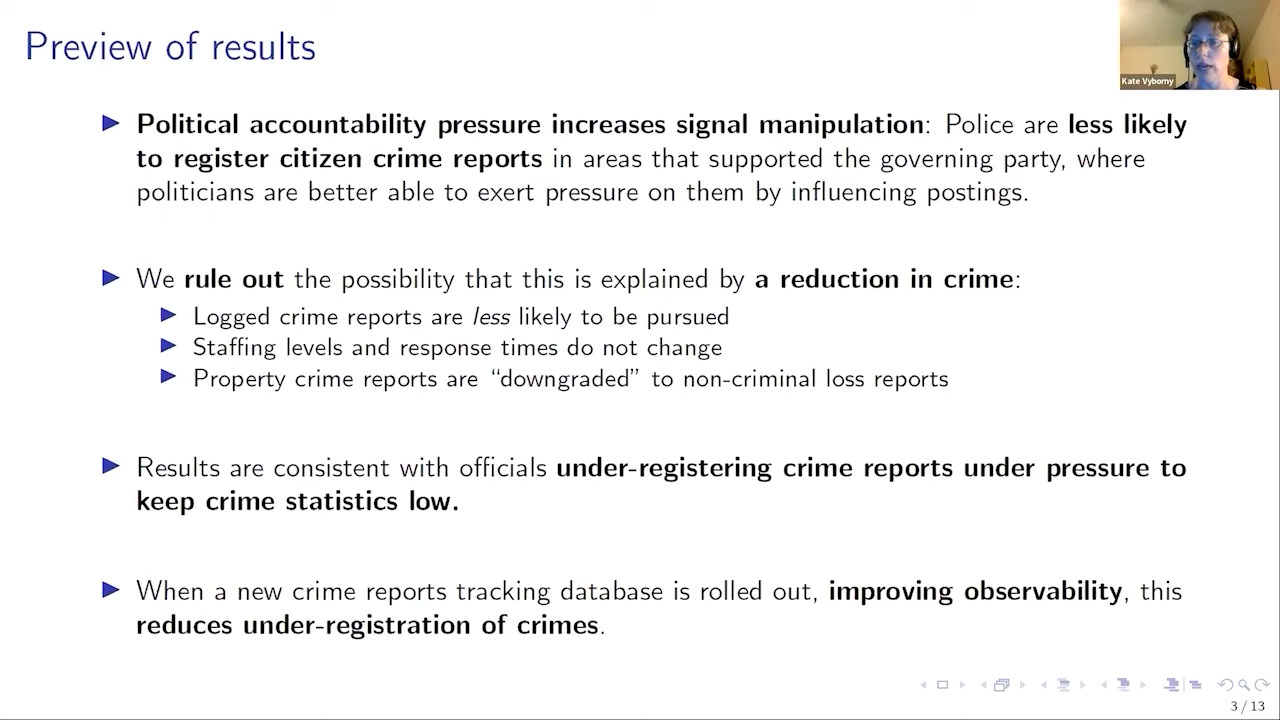 Preview of results
Kate Vyborny
Political accountability pressure increases signal manipulation: Police are less likely
to register citizen crime reports in areas that supported the governing party, where
politicians are better able to exert pressure on them by influencing postings.
We rule out the possibility that this is explained by a reduction in crime:
Logged crime reports are less likely to be pursued
Staffing levels and response times do not change
Property crime reports are “downgraded” to non-criminal loss reports
Results are consistent with officials under-registering crime reports under pressure to
keep crime statistics low.
When a new crime reports tracking database is rolled out, improving observability, this
reduces under-registration of crimes.
3 / 13